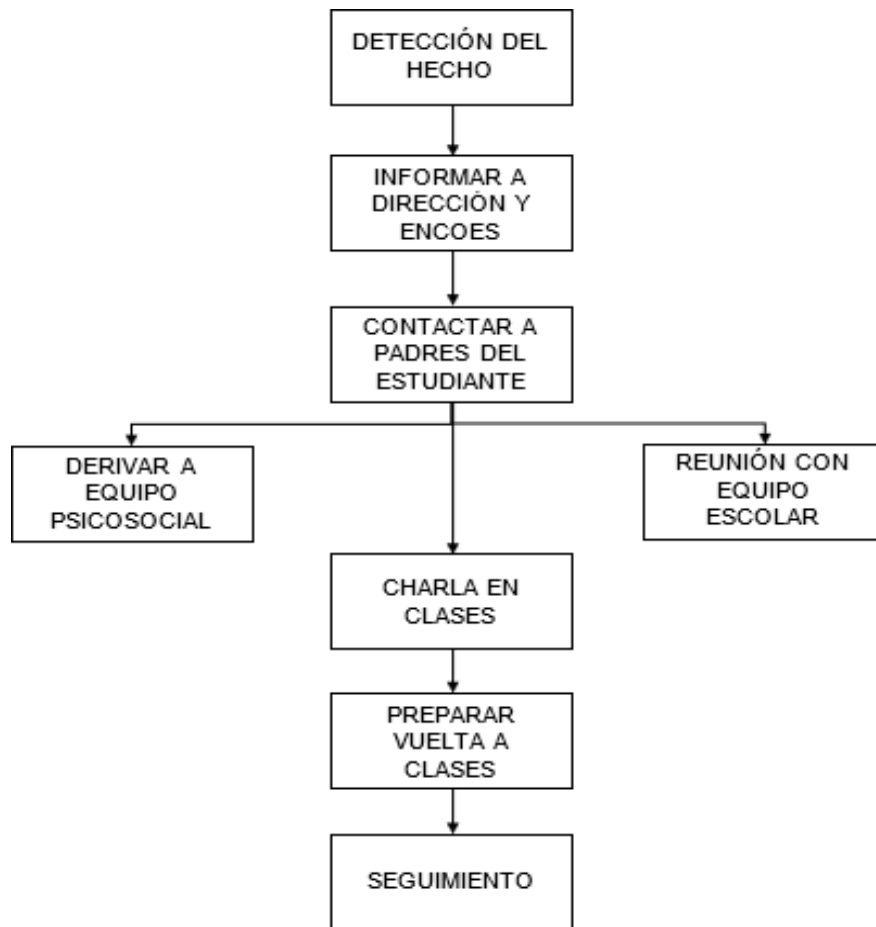 DETECCIÓN DEL
HECHO
INFORMAR A
DIRECCIÓN Y
ENCOES
CONTACTAR A
PADRES DEL
ESTUDIANTE
DERIVAR A
EQUIPO
PSICOSOCIAL
REUNIÓN CON
EQUIPO
ESCOLAR
CHARLA EN
CLASES
PREPARAR
VUELTA A
CLASES
SEGUIMIENTO